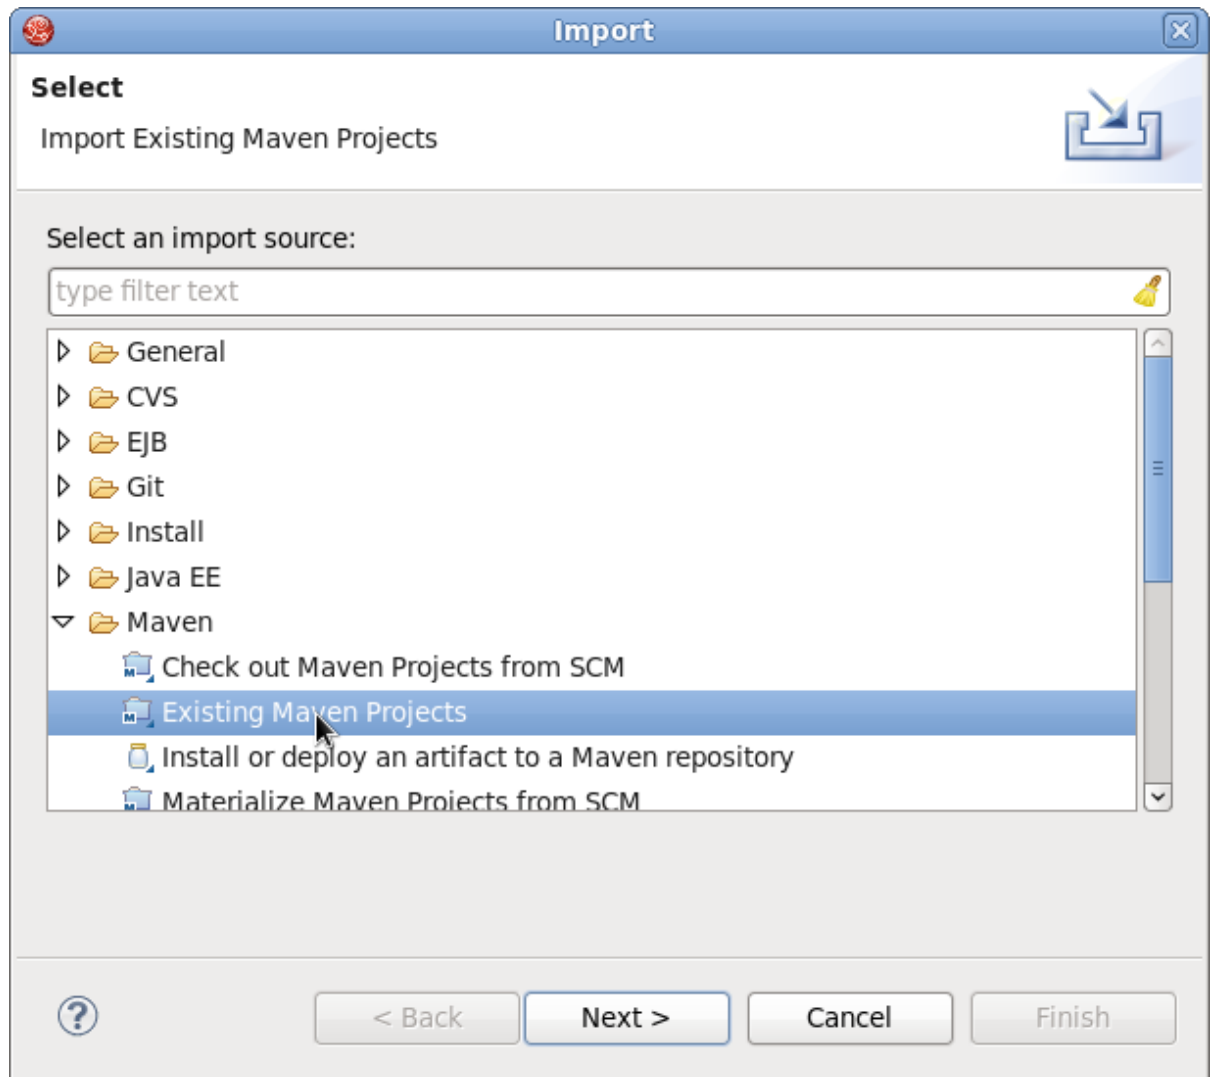 Import
Select
Import Existing Maven Projects
Select an import source:
type filter text
General
CVS
EJB
Git
Install
Java EE
Maven
Check out Maven Projects from SCM
Existing Maven Projects
Install or deploy an artifact to a Maven repository
Materialize Maven Projects from SCM
< Back
Next >
Cancel
Finish